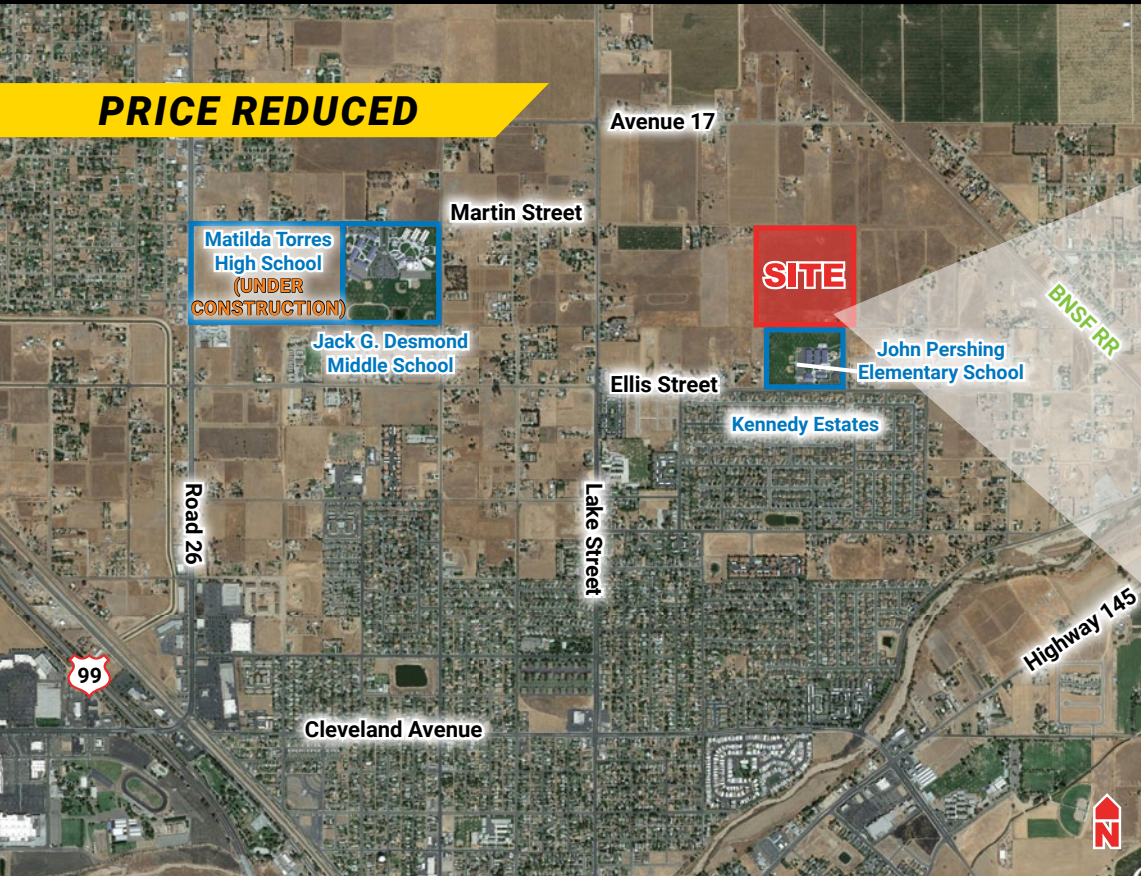 PRICE REDUCED
Avenue 17
Martin Street
Matilda Torres
High School
(UNDER
CONSTRUCTION)
SITE
BNSF RR
Jack G. Desmond
Middle School
John Pershing
Elementary School
Ellis Street
Kennedy Estates
Road 26
Lake Street
Highway 145
99
Cleveland Avenue
N